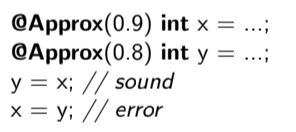 @Approx(0.9) int x = ...;
@Approx(0.8) int y = ...;
y = x; // sound
x = y; // error